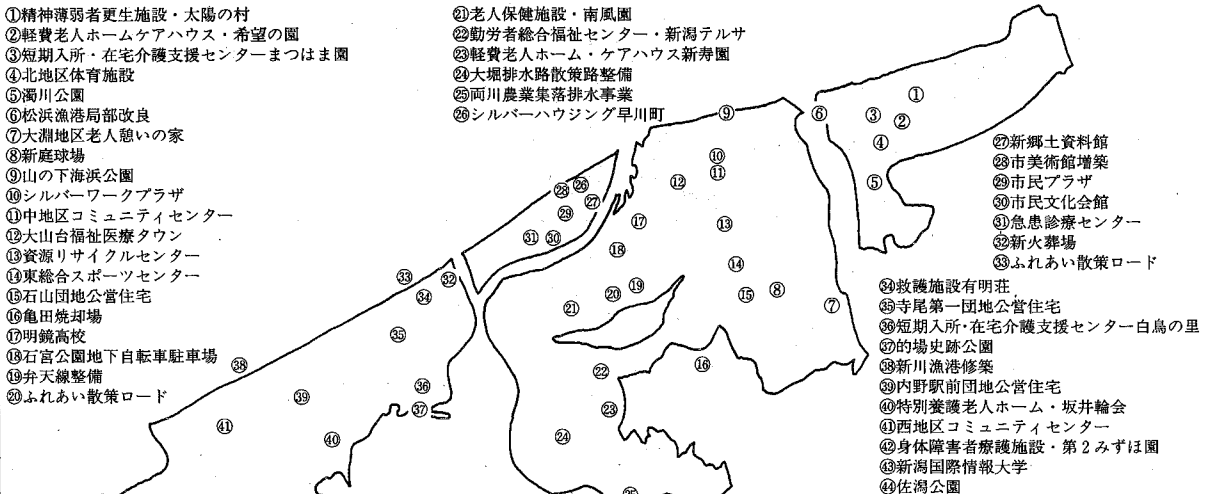 ①精神薄弱者更生施設・太陽の村
②軽費老人ホームケアハウス・希望の園
③短期入所・在宅介護支援センターまつはま園
④北地区体育施設
⑤濁川公園
⑥松浜漁港局部改良
⑦大淵地区老人憩いの家
⑧新庭球場
⑨山の下海浜公園
⑩シルバーワークプラザ
⑪中地区コミュニティセンター
⑫大山台福祉医療タウン
⑬資源リサイクルセンター
⑭東総合スポーツセンター
⑮石山団地公営住宅
⑯亀田焼却場
⑰明鏡高校
⑱石宮公園地下自転車駐車場
⑲弁天線整備
⑳ふれあい散策ロード
㉑老人保健施設・南風園
㉒勤労者総合福祉センター・新潟テルサ
㉓軽費老人ホーム・ケアハウス新寿園
㉔大堀排水路散策路整備
㉕両川農業集落排水事業
㉖シルバーハウジング早川町
㉗新郷土資料館
㉘市美術館増築
㉙市民プラザ
㉚市民文化会館
㉛急患診療センター
㉜新火葬場
㉝ふれあい散策ロード
㉞救護施設有明荘
㉟寺尾第一団地公営住宅
㊱短期入所・在宅介護支援センター白鳥の里
㊲的場史跡公園
㊳新川漁港修築
㊴内野駅前団地公営住宅
㊵特別養護老人ホーム・坂井輪会
㊶西地区コミュニティセンター
㊷身体障害者療護施設・第2みずほ園
㊸新潟国際情報大学
㊹佐潟公園
①
③
②
④
⑤
⑥
⑨
⑩
⑪
⑫
⑰
⑬
⑱
⑭
⑲
⑳
⑮
⑧
⑦
㉑
㉘
㉖
㉗
㉙
㉛
㉚
㉝
㉜
㉞
㉟
㊳
㊱
㊴
㊲
㊶
㊵
㉒
⑯
㉓
㉔
㉕